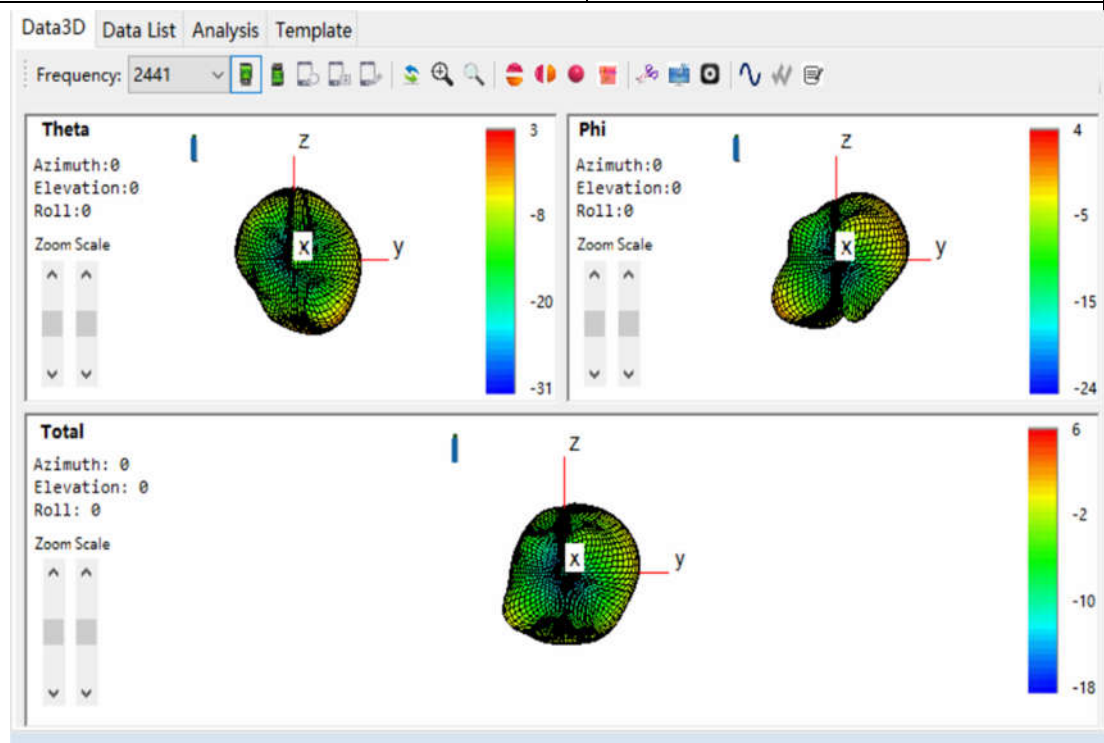 Data3D Data List Analysis Template
Frequency: 2441
Theta
Azimuth:0
Elevation:0
Roll:0
Zoom Scale
z
x
y
3
-8
-20
-31
Phi
Azimuth:0
Elevation:0
Roll:0
Zoom Scale
z
x
y
4
-5
-15
-24
Total
Azimuth: 0
Elevation: 0
Roll: 0
Zoom Scale
z
x
y
6
-2
-10
-18